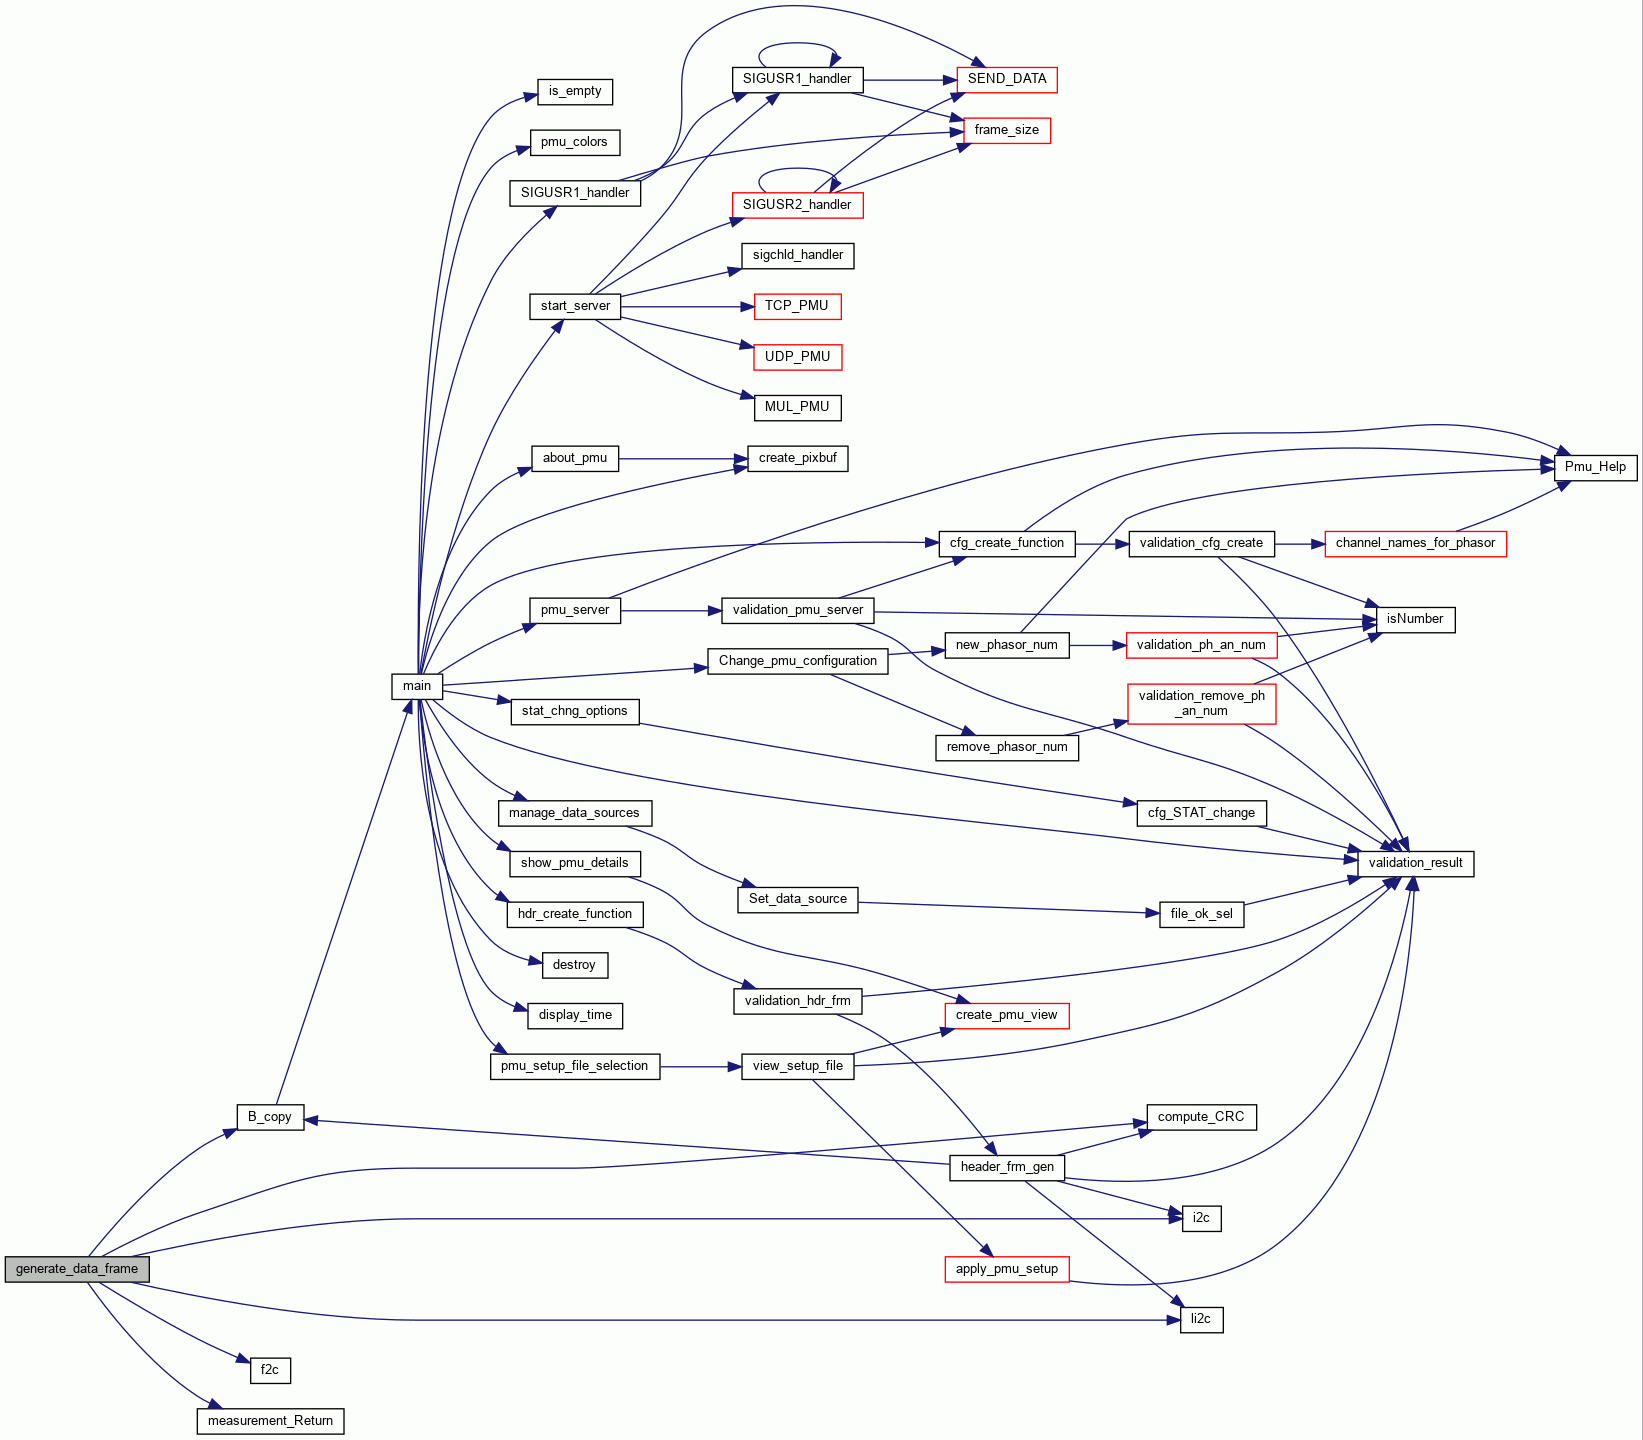 is_empty
pmu_colors
SIGUSR1_handler
SIGUSR1_handler
SEND_DATA
frame_size
SIGUSR2_handler
sigchld_handler
start_server
TCP_PMU
UDP_PMU
MUL_PMU
about_pmu
create_pixbuf
Pmu_Help
cfg_create_function
validation_cfg_create
channel_names_for_phasor
pmu_server
validation_pmu_server
isNumber
new_phasor_num
validation_ph_an_num
Change_pmu_configuration
main
validation_remove_ph
_an_num
stat_chng_options
remove_phasor_num
manage_data_sources
cfg_STAT_change
show_pmu_details
validation_result
Set_data_source
hdr_create_function
file_ok_sel
destroy
validation_hdr_frm
display_time
create_pmu_view
pmu_setup_file_selection
view_setup_file
B_copy
compute_CRC
header_frm_gen
i2c
generate_data_frame
apply_pmu_setup
li2c
f2c
measurement_Return